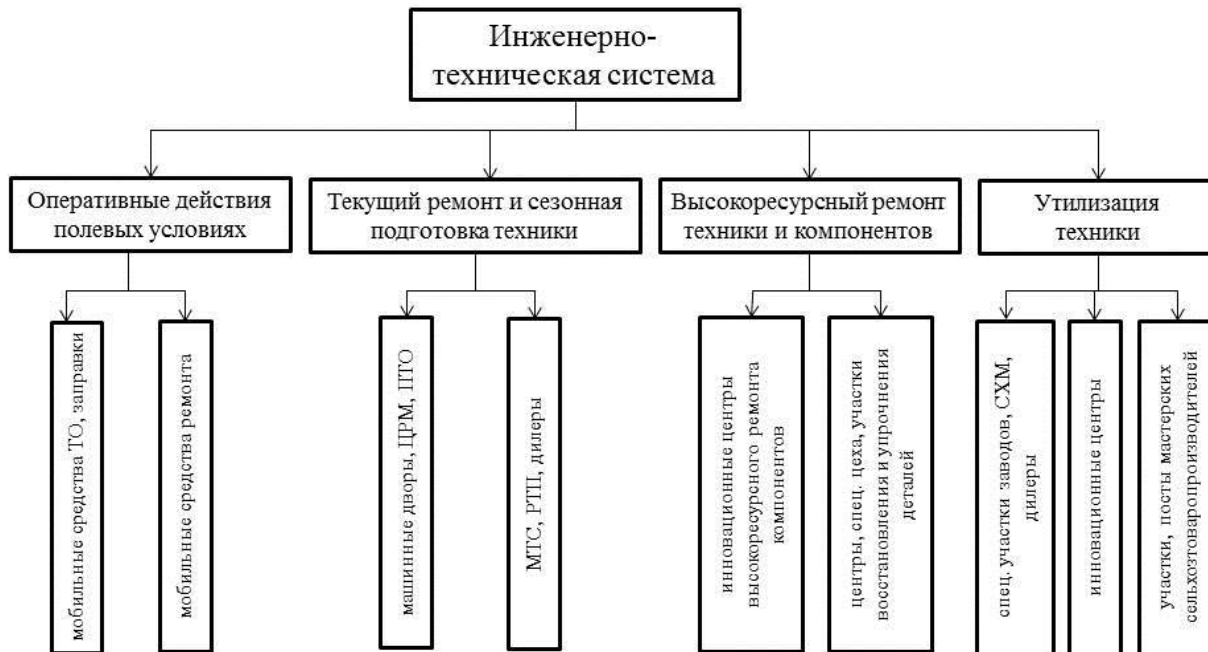 Инженерно-
техническая система
Оперативные действия
полевых условиях
Текущий ремонт и сезонная
подготовка техники
Высокоресурсный ремонт
техники и компонентов
Утилизация
техники
мобильные средства ТО, заправки
мобильные средства ремонта
машинные дворы, ЦРМ, ПТО
МТС, РТП, дилеры
инновационные центры
высокоресурсного ремонта
компонентов
центры, спец. цеха, участки
восстановления и упрочнения
деталей
спец. участки заводов, СХМ,
дилеры
инновационные центры
участки, посты мастерских
сельхозтоваропроизводителей